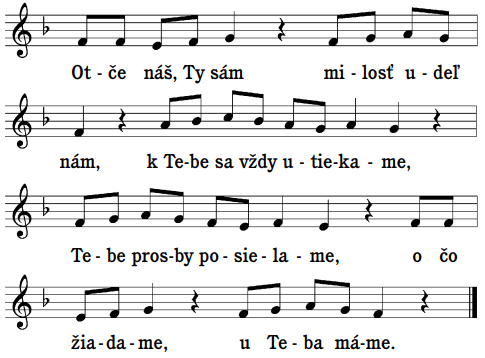 Ot - če náš, Ty sám mi - losť u - deľ
nám, k Te - be sa vždy u - tie - ka - me,
Te - be pros - by po - sie - la - me, o čo
žia - da - me, u Te - ba má - me.